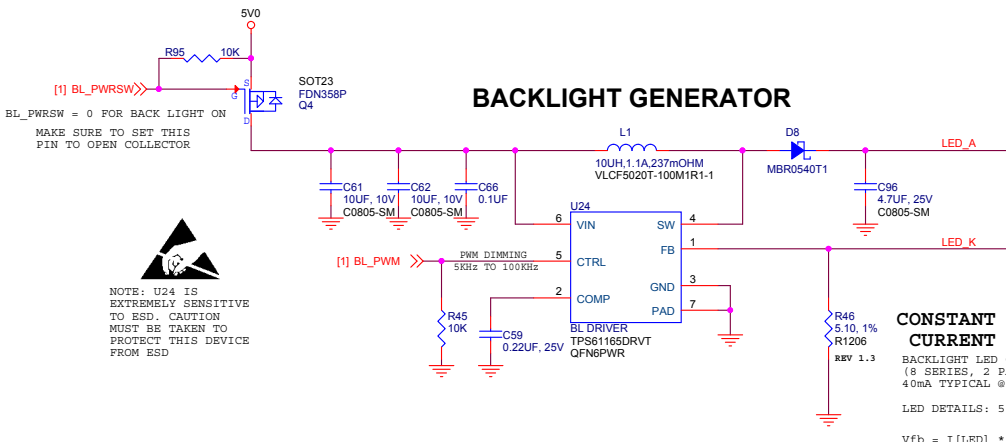 5V0
R95 10K
[1] BL_PWRSW
S
G
D
SOT23
FDN358P
Q4
BL_PWRSW = 0 FOR BACK LIGHT ON
MAKE SURE TO SET THIS
PIN TO OPEN COLLECTOR
BACKLIGHT GENERATOR
L1
10UH,1.1A,237mOHM
VLCF5020T-100M1R1-1
D8
MBR0540T1
LED_A
C61
10UF, 10V
C0805-SM
C62
10UF, 10V
C0805-SM
C66
0.1UF
C96
4.7UF, 25V
C0805-SM
U24
6 VIN
SW 4
FB 1
5 CTRL
2 COMP
GND 3
PAD 7
BL DRIVER
TPS61165DRVT
QFN6PWR
LED_K
[1] BL_PWM
PWM DIMMING
5KHz TO 100KHz
R45
10K
C59
0.22UF, 25V
R46
5.10, 1%
R1206
REV 1.3
NOTE: U24 IS
EXTREMELY SENSITIVE
TO ESD. CAUTION
MUST BE TAKEN TO
PROTECT THIS DEVICE
FROM ESD
CONSTANT
CURRENT
BACKLIGHT LED
(8 SERIES, 2 PA
40mA TYPICAL @
LED DETAILS: 5
Vfb = I[LED] *